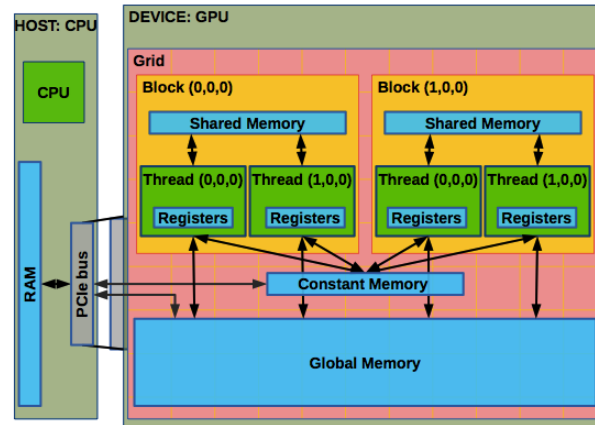 HOST: CPU
DEVICE: GPU
CPU
RAM
PCIe bus
Grid
Block (0,0,0)
Shared Memory
Thread (0,0,0)
Registers
Thread (1,0,0)
Registers
Block (1,0,0)
Shared Memory
Thread (0,0,0)
Registers
Thread (1,0,0)
Registers
Constant Memory
Global Memory